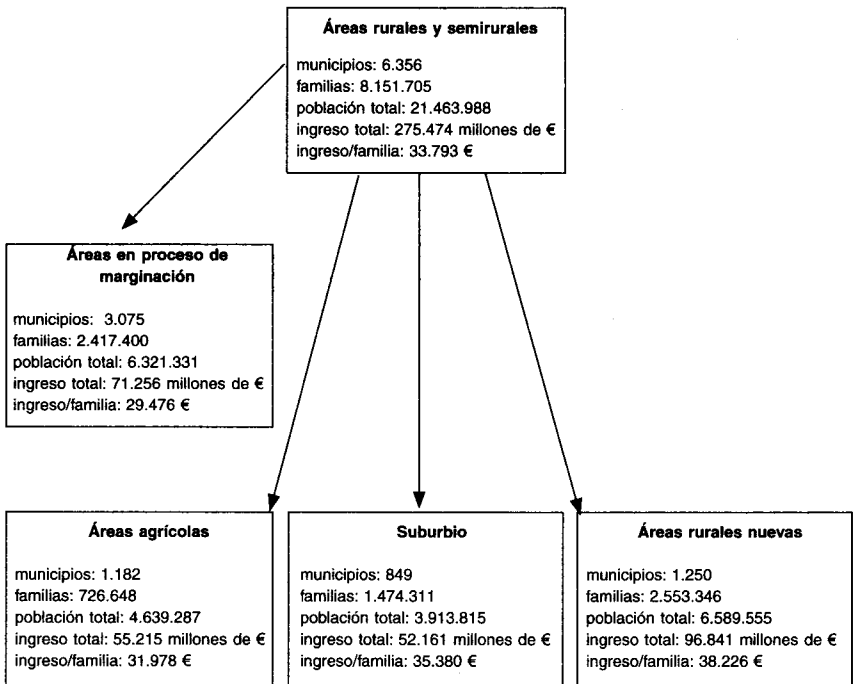 Áreas rurales y semirurales
municipios: 6.356
familias: 8.151.705
población total: 21.463.988
ingreso total: 275.474 millones de €
ingreso/familia: 33.793 €
Áreas en proceso de
marginación
municipios: 3.075
familias: 2.417.400
población total: 6.321.331
ingreso total: 71.256 millones de €
ingreso/familia: 29.476 €
Áreas agrícolas
municipios: 1.182
familias: 726.648
población total: 4.639.287
ingreso total: 55.215 millones de €
ingreso/familia: 31.978 €
Suburbio
municipios: 849
familias: 1.474.311
población total: 3.913.815
ingreso total: 52.161 millones de €
ingreso/familia: 35.380 €
Áreas rurales nuevas
municipios: 1.250
familias: 2.553.346
población total: 6.589.555
ingreso total: 96.841 millones de €
ingreso/familia: 38.226 €